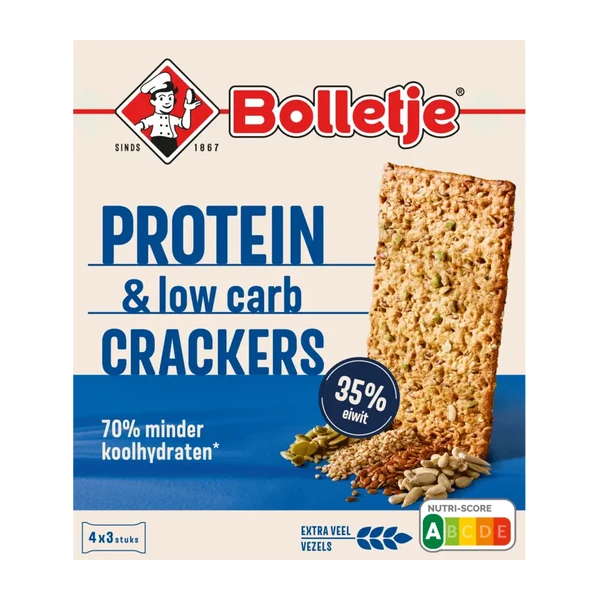 Bolletje®
SINDS 1867
PROTEIN
& low carb
CRACKERS
35%
eiwit
70% minder
koolhydraten*
4x3 stuks
EXTRA VEEL
VEZELS
NUTRI-SCORE
A B C D E